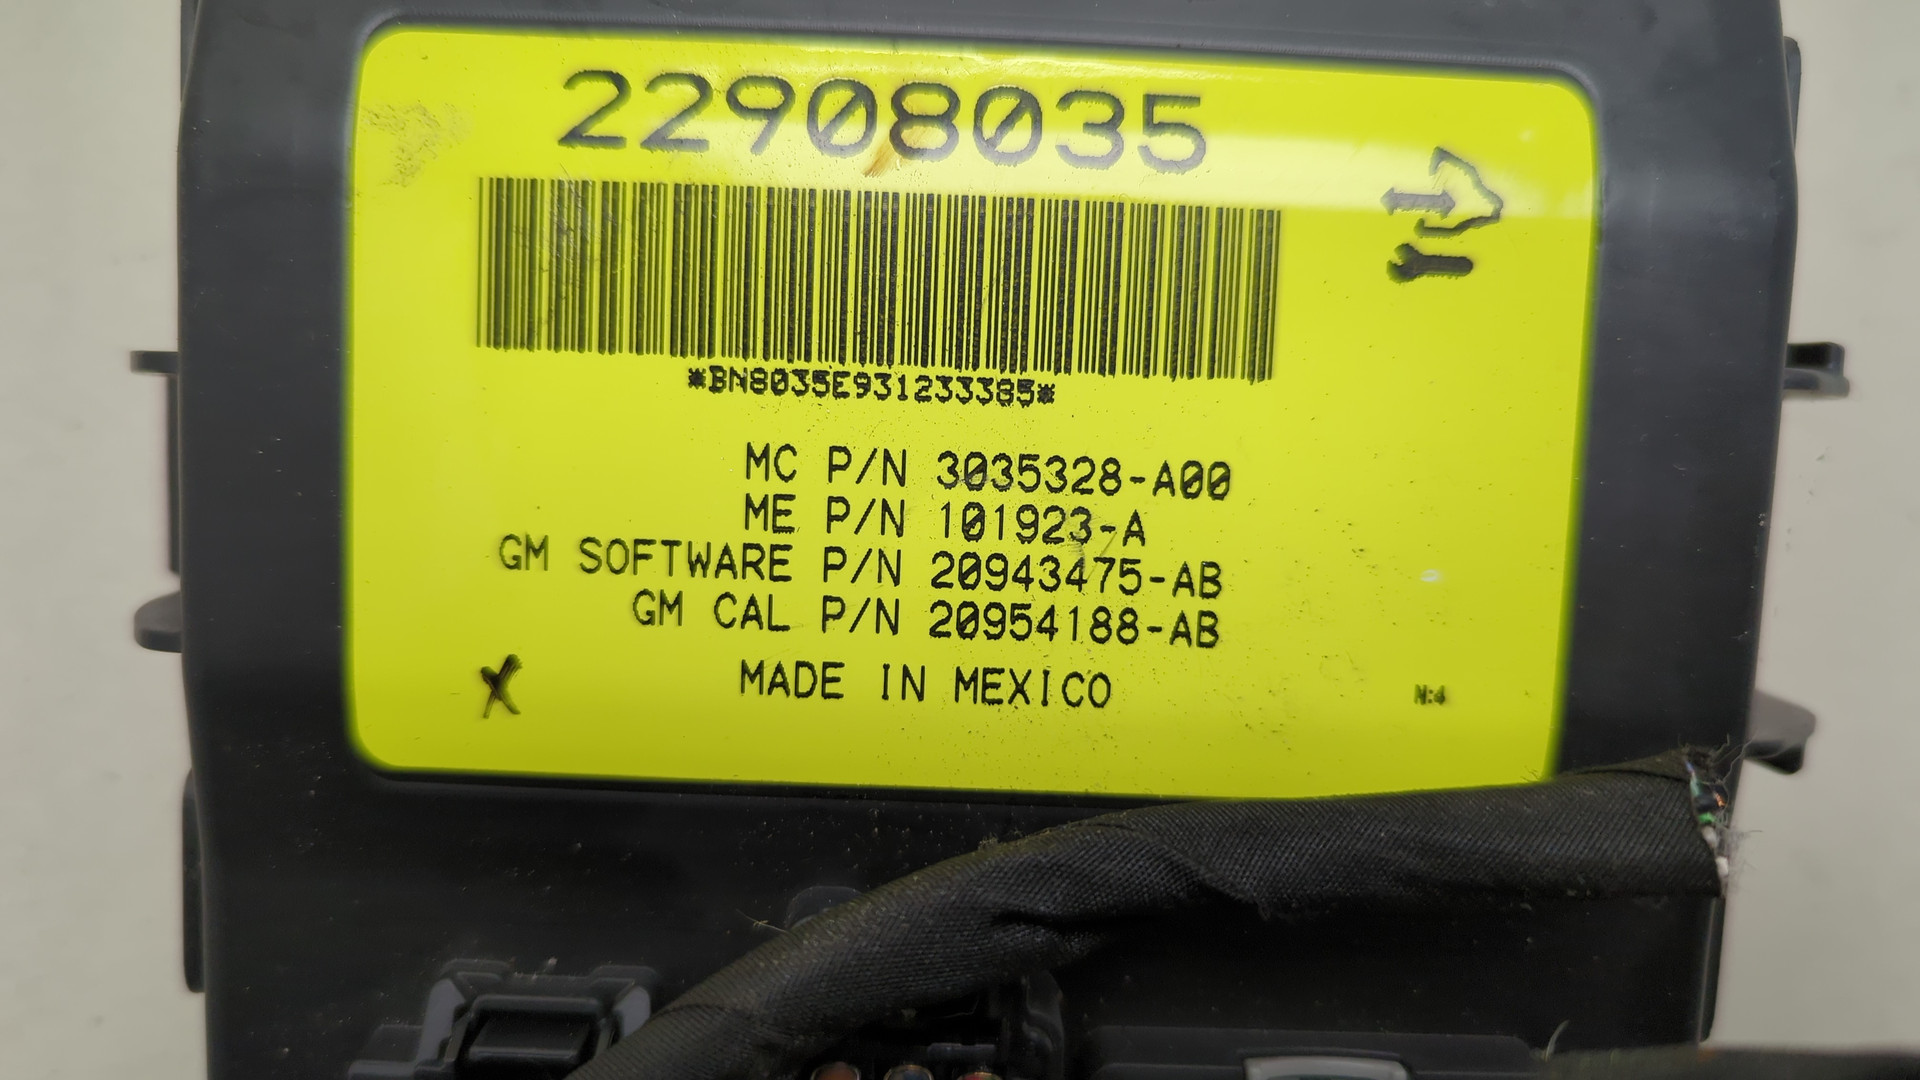 22908035
*BN8035E931233385*
MC P/N 3035328-A00
ME P/N 101923-A
GM SOFTWARE P/N 20943475-AB
GM CAL P/N 20954188-AB
MADE IN MEXICO
X
N:4